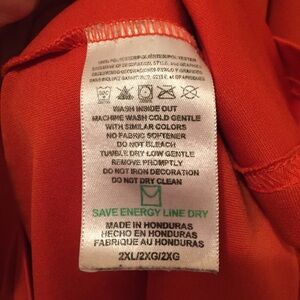 WASH INSIDE OUT
MACHINE WASH COLD GENTLE
WITH SIMILAR COLORS
NO FABRIC SOFTENER
DO NOT BLEACH
TUMBLE DRY LOW GENTLE
REMOVE PROMPTLY
DO NOT IRON DECORATION
DO NOT DRY CLEAN
SAVE ENERGY LINE DRY
MADE IN HONDURAS
HECHO EN HONDURAS
FABRIQUE AU HONDURAS
2XL/2XG/2XG